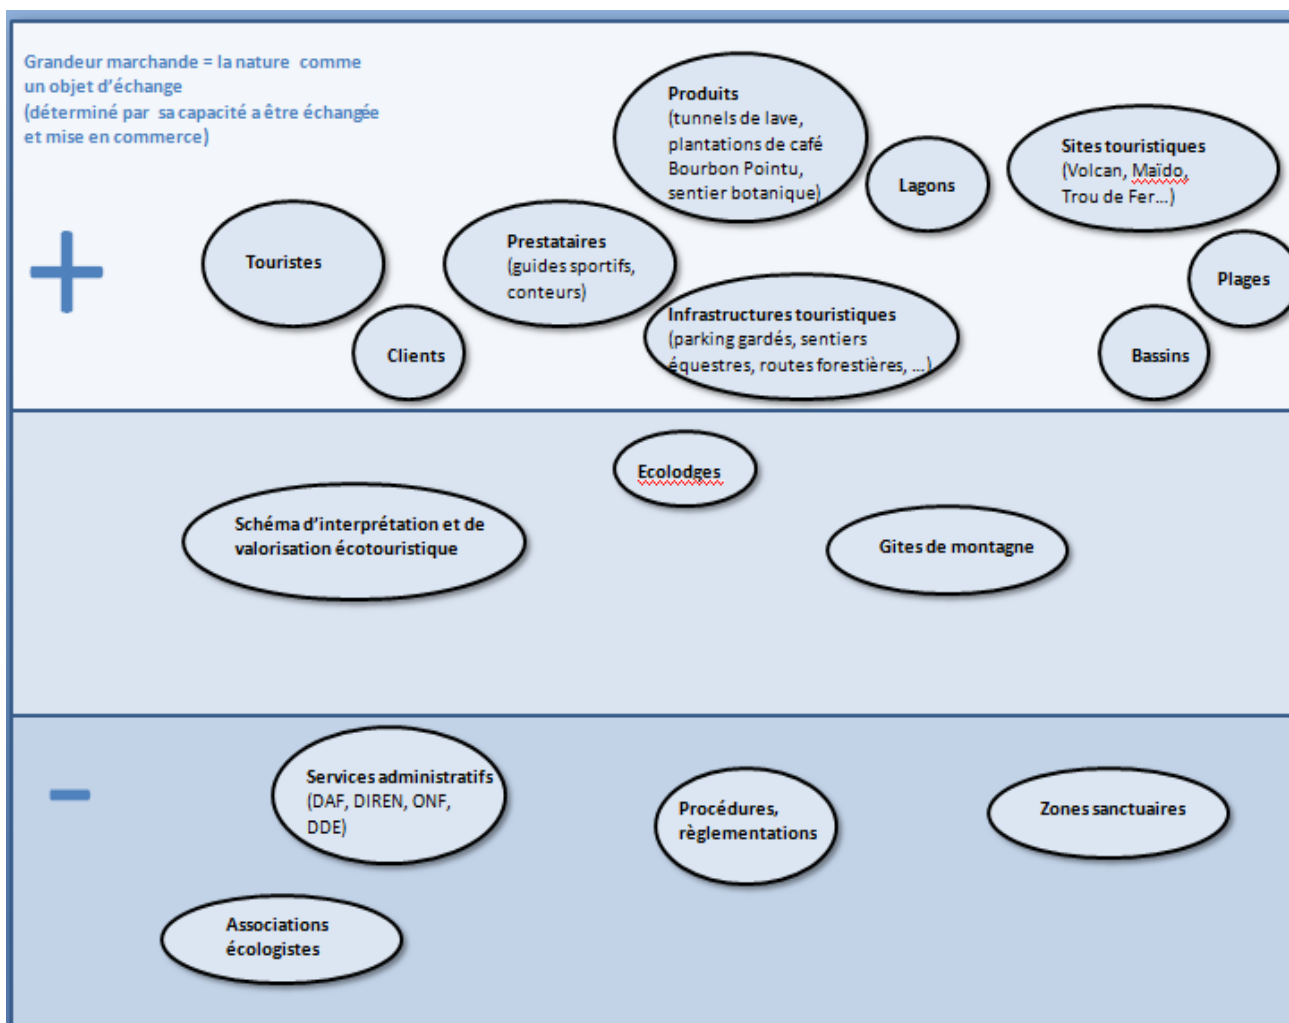 Grandeur marchande = la nature comme
un objet d'échange
(déterminé par sa capacité a être échangée
et mise en commerce)
Produits
(tunnels de lave,
plantations de café
Bourbon Pointu,
sentier botanique)
Lagons
Sites touristiques
(Volcan, Maïdo,
Trou de Fer...)
+
Touristes
Prestataires
(guides sportifs,
conteurs)
Plages
Infrastructures touristiques
(parking gardés, sentiers
équestres, routes forestières, ...)
Clients
Bassins
Ecolodges
Schéma d'interprétation et de
valorisation écotouristique
Gites de montagne
-
Services administratifs
(DAF, DIREN, ONF,
DDE)
Procédures,
règlementations
Zones sanctuaires
Associations
écologistes